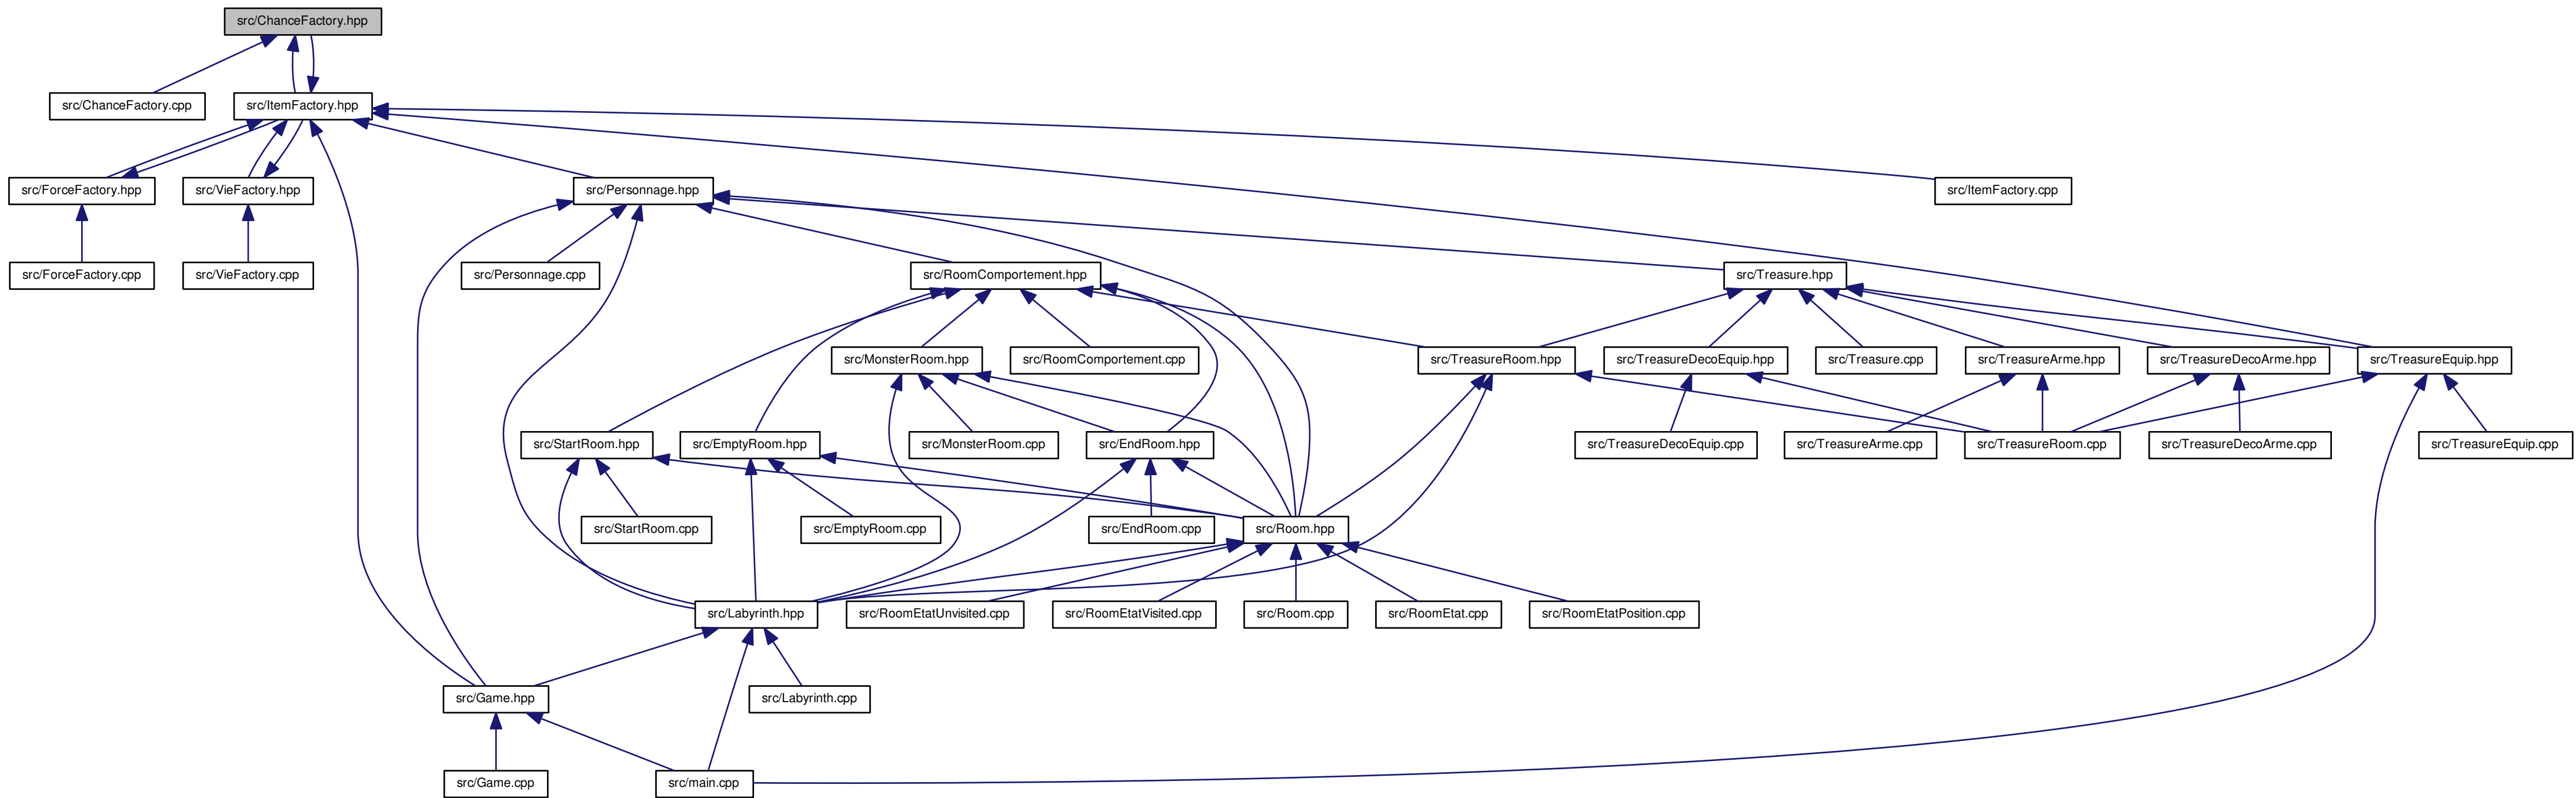 src/ChanceFactory.hpp
src/ChanceFactory.cpp
src/ItemFactory.hpp
src/ForceFactory.hpp
src/VieFactory.hpp
src/Personnage.hpp
src/ItemFactory.cpp
src/ForceFactory.cpp
src/VieFactory.cpp
src/Personnage.cpp
src/RoomComportement.hpp
src/Treasure.hpp
src/MonsterRoom.hpp
src/RoomComportement.cpp
src/TreasureRoom.hpp
src/TreasureDecoEquip.hpp
src/Treasure.cpp
src/TreasureArme.hpp
src/TreasureDecoArme.hpp
src/TreasureEquip.hpp
src/StartRoom.hpp
src/EmptyRoom.hpp
src/MonsterRoom.cpp
src/EndRoom.hpp
src/TreasureDecoEquip.cpp
src/TreasureArme.cpp
src/TreasureRoom.cpp
src/TreasureDecoArme.cpp
src/TreasureEquip.cpp
src/StartRoom.cpp
src/EmptyRoom.cpp
src/EndRoom.cpp
src/Room.hpp
src/Labyrinth.hpp
src/RoomEtatUnvisited.cpp
src/RoomEtatVisited.cpp
src/Room.cpp
src/RoomEtat.cpp
src/RoomEtatPosition.cpp
src/Game.hpp
src/Labyrinth.cpp
src/Game.cpp
src/main.cpp